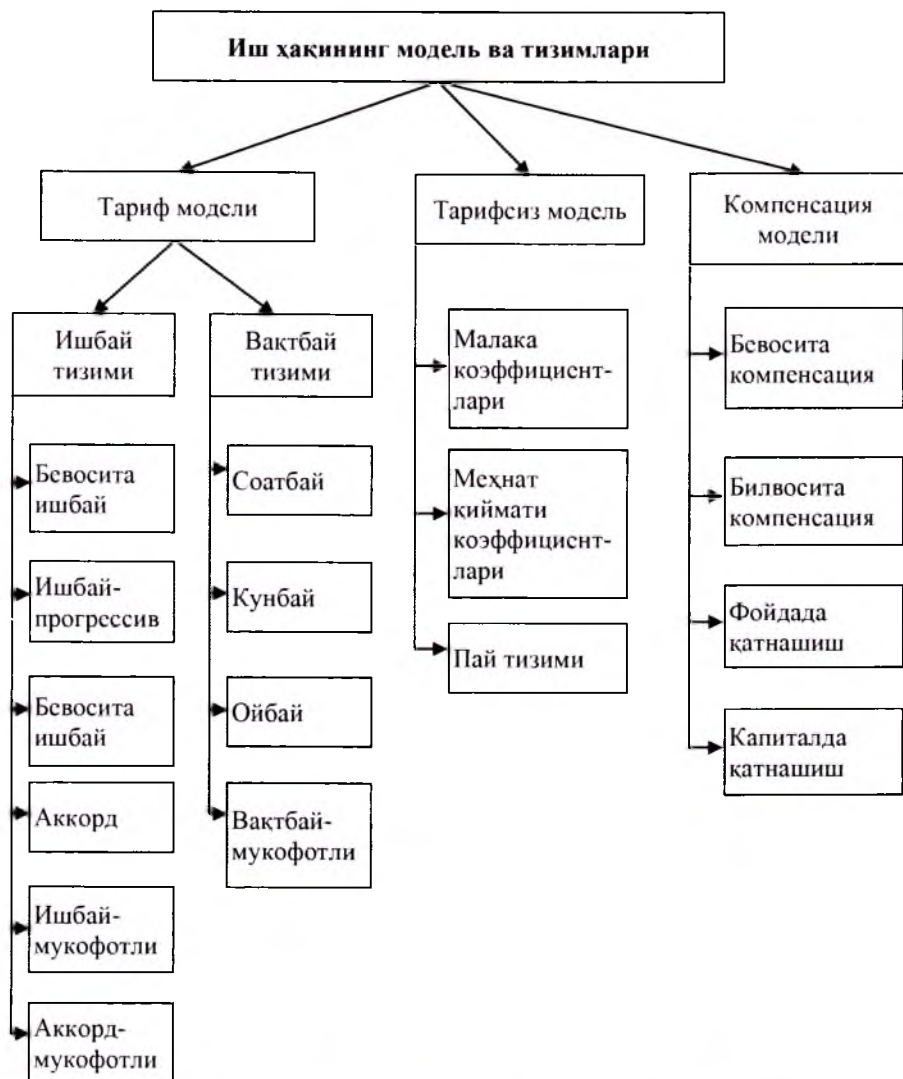 Иш ҳақининг модель ва тизимлари
Тариф модели
Тарифсиз модель
Компенсация
модели
Ишбай
тизими
Вақтбай
тизими
Бевосита
ишбай
Ишбай-
прогрессив
Бевосита
ишбай
Аккорд
Ишбай-
мукофотли
Аккорд-
мукофотли
Соатбай
Кунбай
Ойбай
Вақтбай-
мукофотли
Малака
коэффициент-
лари
Меҳнат
қиймати
коэффициент-
лари
Пай тизими
Бевосита
компенсация
Билвосита
компенсация
Фойдада
қатнашиш
Капиталда
қатнашиш